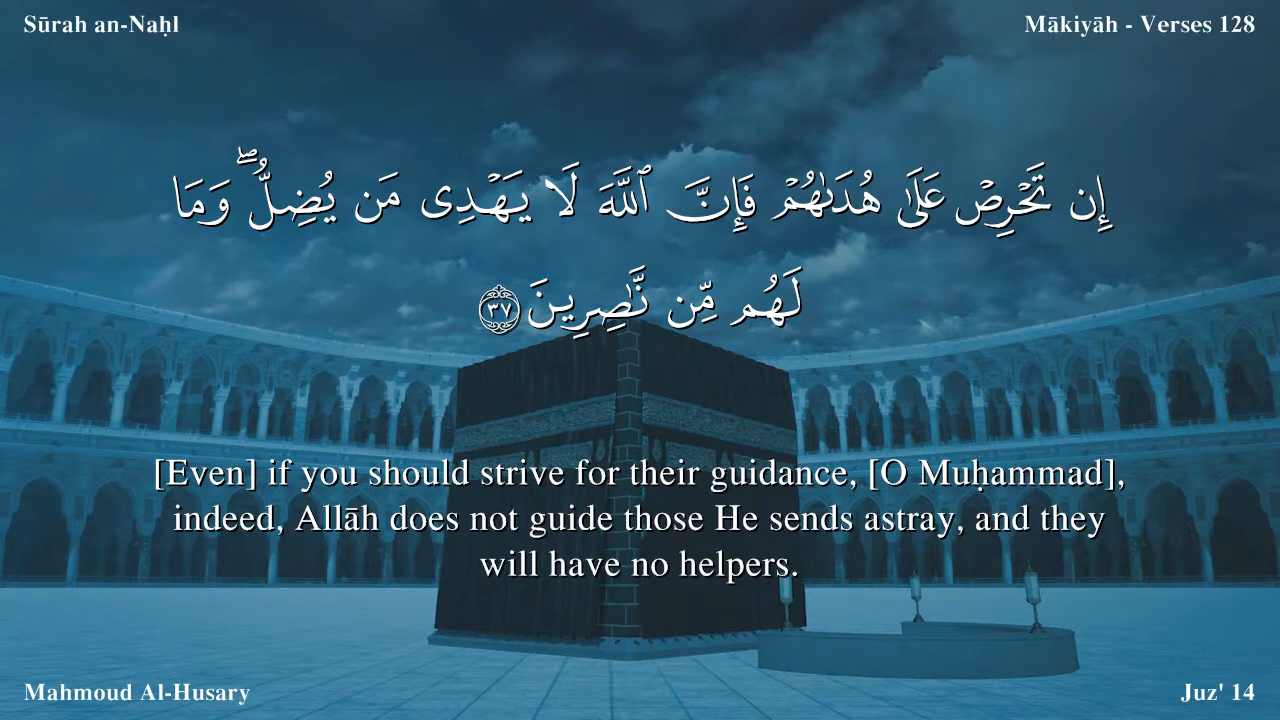 Sūrah an-Naḥl
Mākiyāh - Verses 128
إِن تَحْرِصْ عَلَىٰ هُدَىٰهُمْ فَإِنَّ ٱللَّهَ لَا يَهْدِى مَن يُضِلُّ ۖ وَمَا
لَهُم مِّن نَّـٰصِرِينَ ٣٧
[Even] if you should strive for their guidance, [O Muḥammad],
indeed, Allāh does not guide those He sends astray, and they
will have no helpers.
Mahmoud Al-Husary
Juz' 14